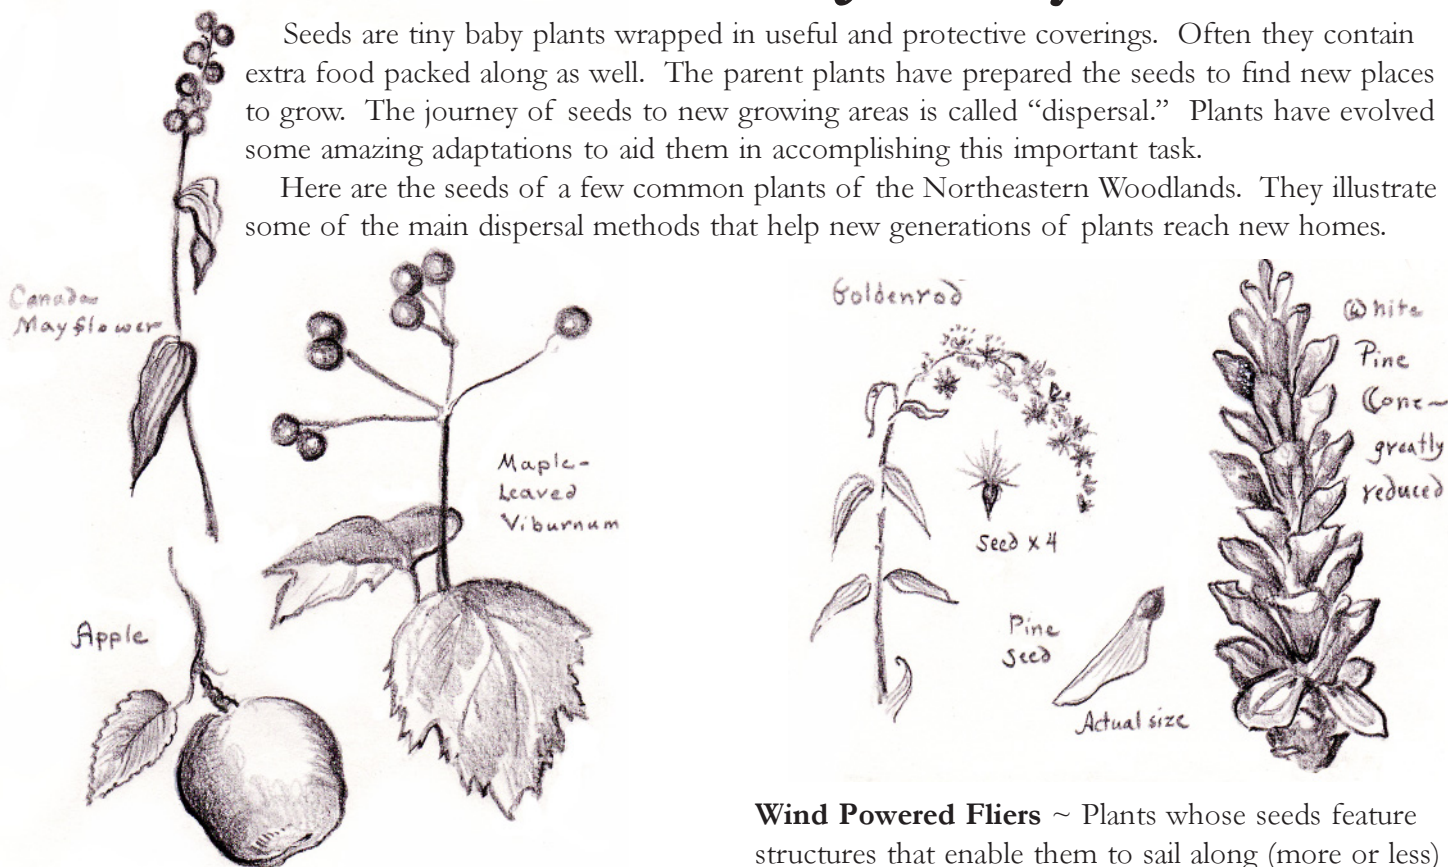 Seeds are tiny baby plants wrapped in useful and protective coverings. Often they contain
extra food packed along as well. The parent plants have prepared the seeds to find new places
to grow. The journey of seeds to new growing areas is called “dispersal.” Plants have evolved
some amazing adaptations to aid them in accomplishing this important task.
Here are the seeds of a few common plants of the Northeastern Woodlands. They illustrate
some of the main dispersal methods that help new generations of plants reach new homes.
Canada
Mayflower
Maple-
Leaved
Viburnum
Apple
Goldenrod
Seed x 4
Pine
Seed
Actual size
White
Pine
Cone-
greatly
reduced
Wind Powered Fliers ~ Plants whose seeds feature
structures that enable them to sail along (more or less)